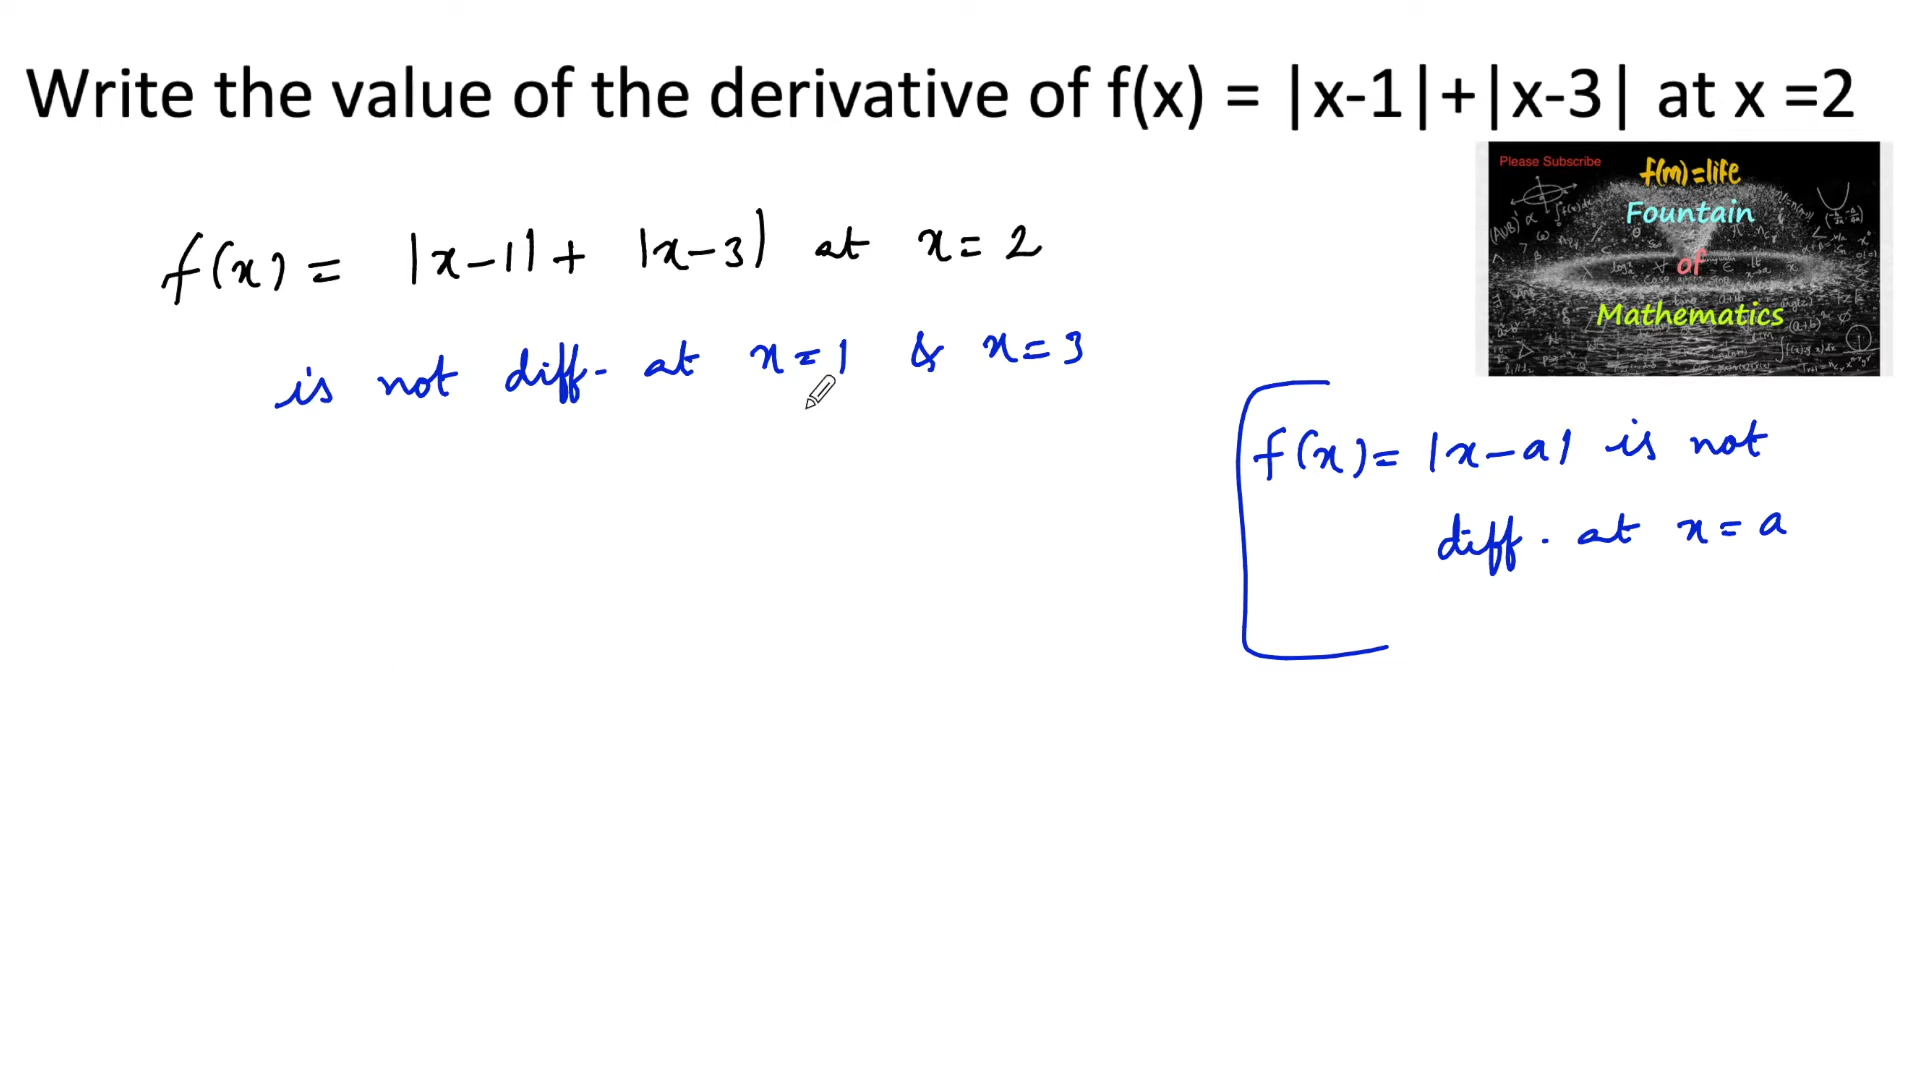 Write the value of the derivative of f(x) = |x-1|+|x-3| at x =2
Please Subscribe
f(m)=life
Fountain
of
Mathematics
f(x) = |x-1| + |x-3| at x = 2
is not diff. at x = 1 & x = 3
f(x) = |x-a| is not
diff. at x = a